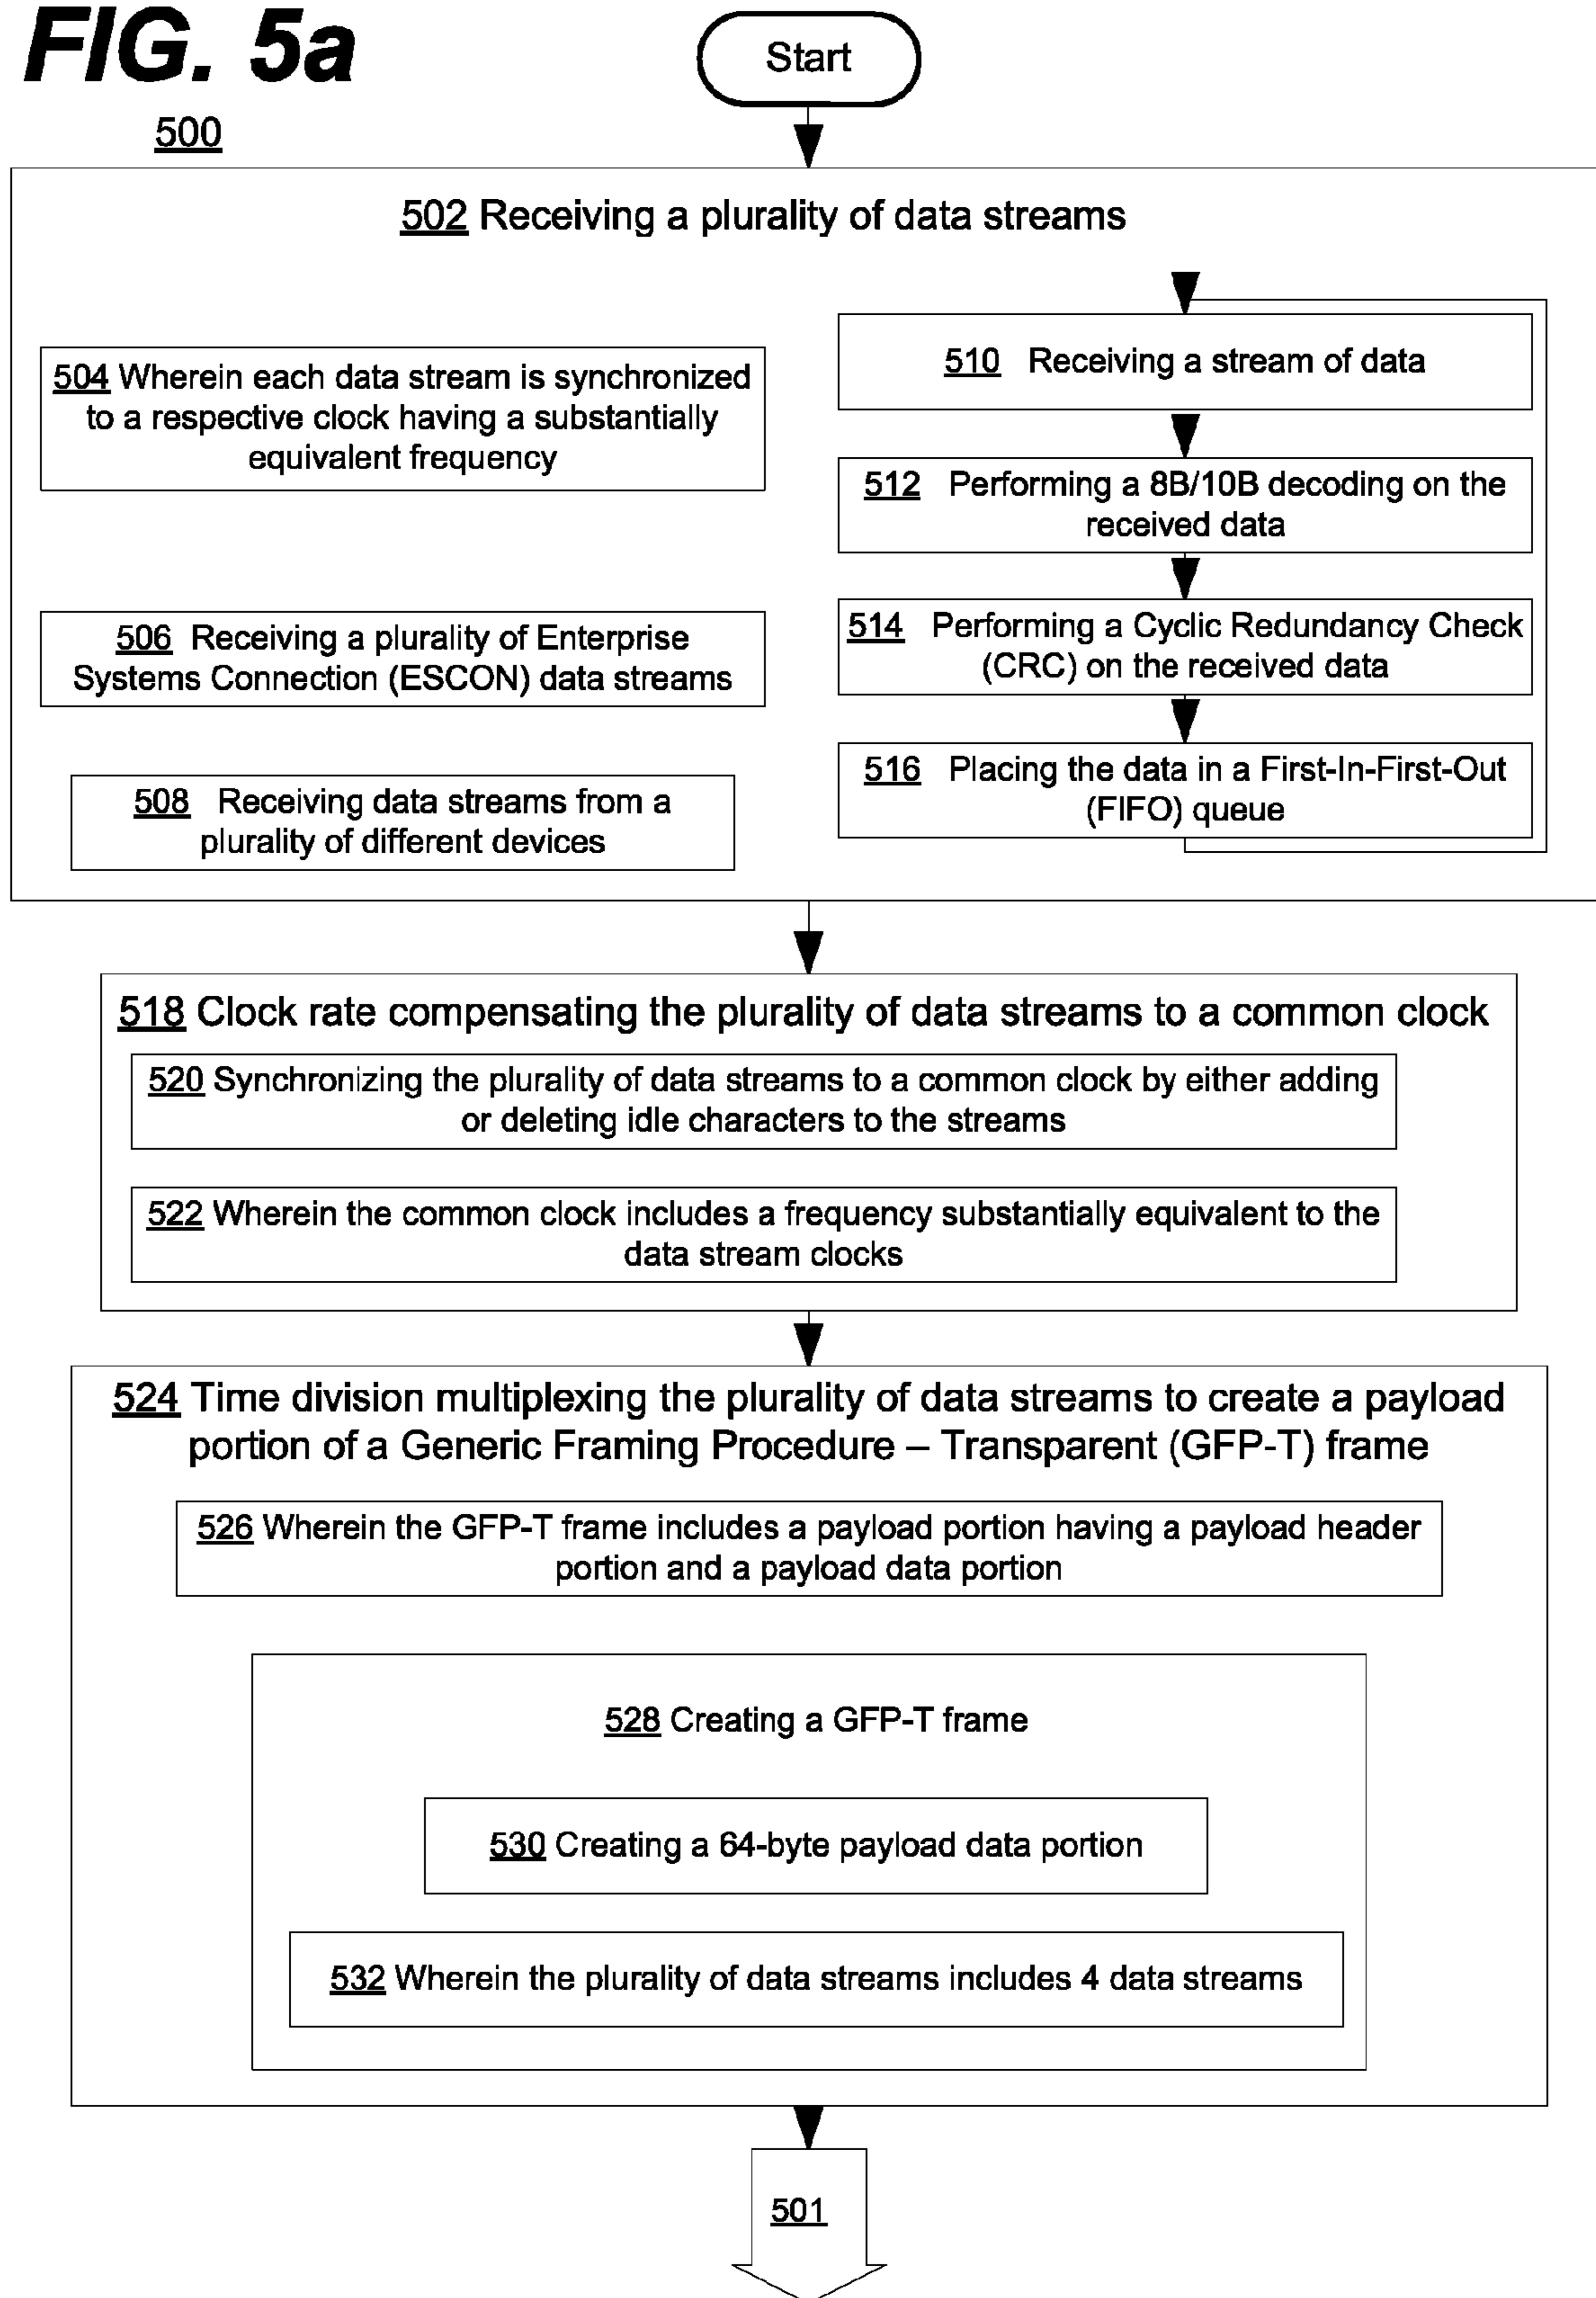 FIG. 5a
500
Start
502 Receiving a plurality of data streams
504 Wherein each data stream is synchronized
to a respective clock having a substantially
equivalent frequency
506 Receiving a plurality of Enterprise
Systems Connection (ESCON) data streams
508 Receiving data streams from a
plurality of different devices
510 Receiving a stream of data
512 Performing a 8B/10B decoding on the
received data
514 Performing a Cyclic Redundancy Check
(CRC) on the received data
516 Placing the data in a First-In-First-Out
(FIFO) queue
518 Clock rate compensating the plurality of data streams to a common clock
520 Synchronizing the plurality of data streams to a common clock by either adding
or deleting idle characters to the streams
522 Wherein the common clock includes a frequency substantially equivalent to the
data stream clocks
524 Time division multiplexing the plurality of data streams to create a payload
portion of a Generic Framing Procedure – Transparent (GFP-T) frame
526 Wherein the GFP-T frame includes a payload portion having a payload header
portion and a payload data portion
528 Creating a GFP-T frame
530 Creating a 64-byte payload data portion
532 Wherein the plurality of data streams includes 4 data streams
501